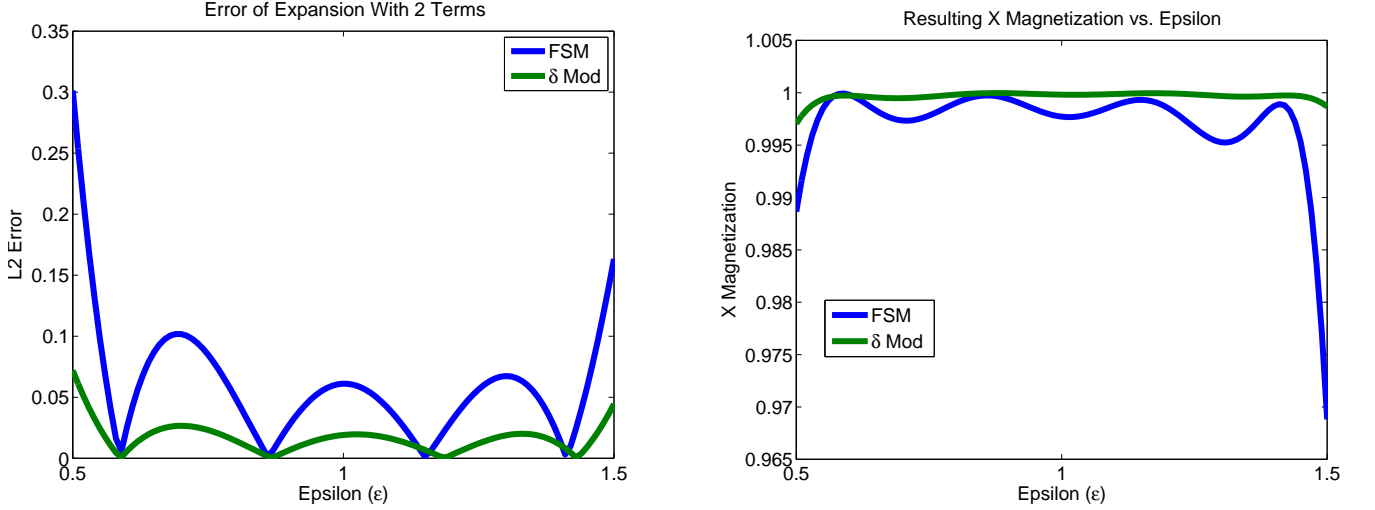 Error of Expansion With 2 Terms
0.35
0.3
0.25
0.2
0.15
0.1
0.05
0
0.5
1
1.5
L2 Error
Epsilon (ε)
FSM
δ Mod
Resulting X Magnetization vs. Epsilon
1.005
1
0.995
0.99
0.985
0.98
0.975
0.97
0.965
0.5
1
1.5
X Magnetization
Epsilon (ε)
FSM
δ Mod